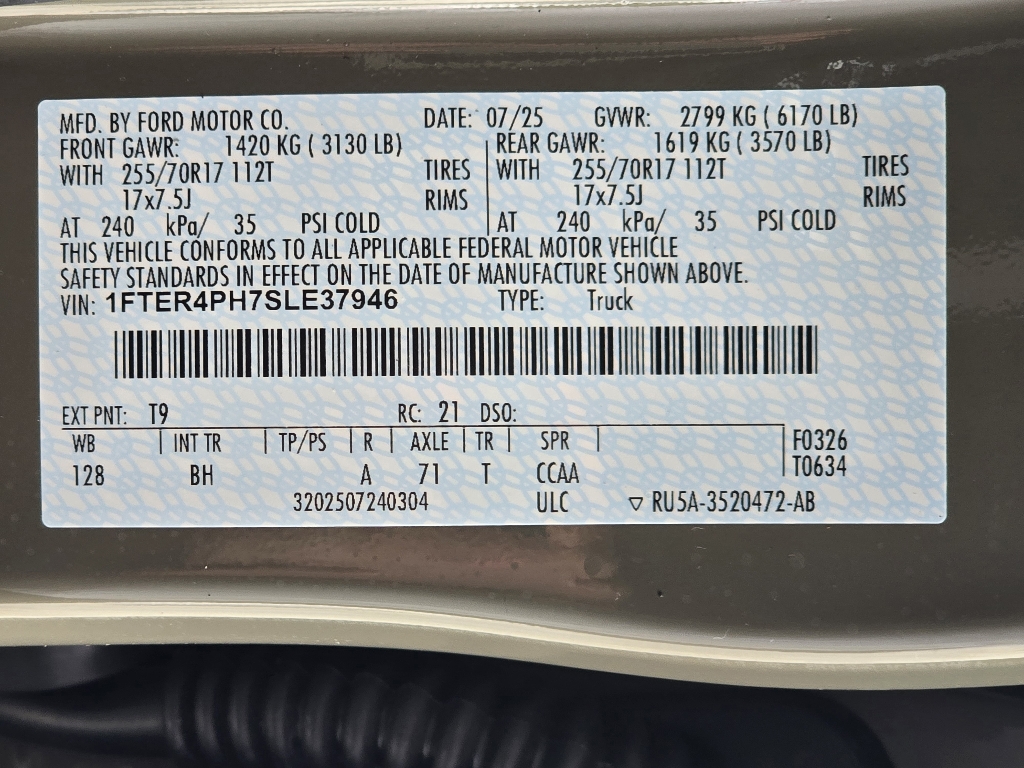 MFD. BY FORD MOTOR CO. DATE: 07/25 GVWR: 2799 KG ( 6170 LB)
FRONT GAWR: 1420 KG ( 3130 LB) REAR GAWR: 1619 KG ( 3570 LB)
WITH 255/70R17 112T TIRES WITH 255/70R17 112T TIRES
17x7.5J RIMS 17x7.5J RIMS
AT 240 kPa/ 35 PSI COLD AT 240 kPa/ 35 PSI COLD
THIS VEHICLE CONFORMS TO ALL APPLICABLE FEDERAL MOTOR VEHICLE
SAFETY STANDARDS IN EFFECT ON THE DATE OF MANUFACTURE SHOWN ABOVE.
VIN: 1FTER4PH7SLE37946 TYPE: Truck
EXT PNT: T9 RC: 21 DSO:
WB INT TR TP/PS R AXLE TR SPR F0326
128 BH A 71 T CCAA T0634
3202507240304 ULC ▽ RU5A-3520472-AB